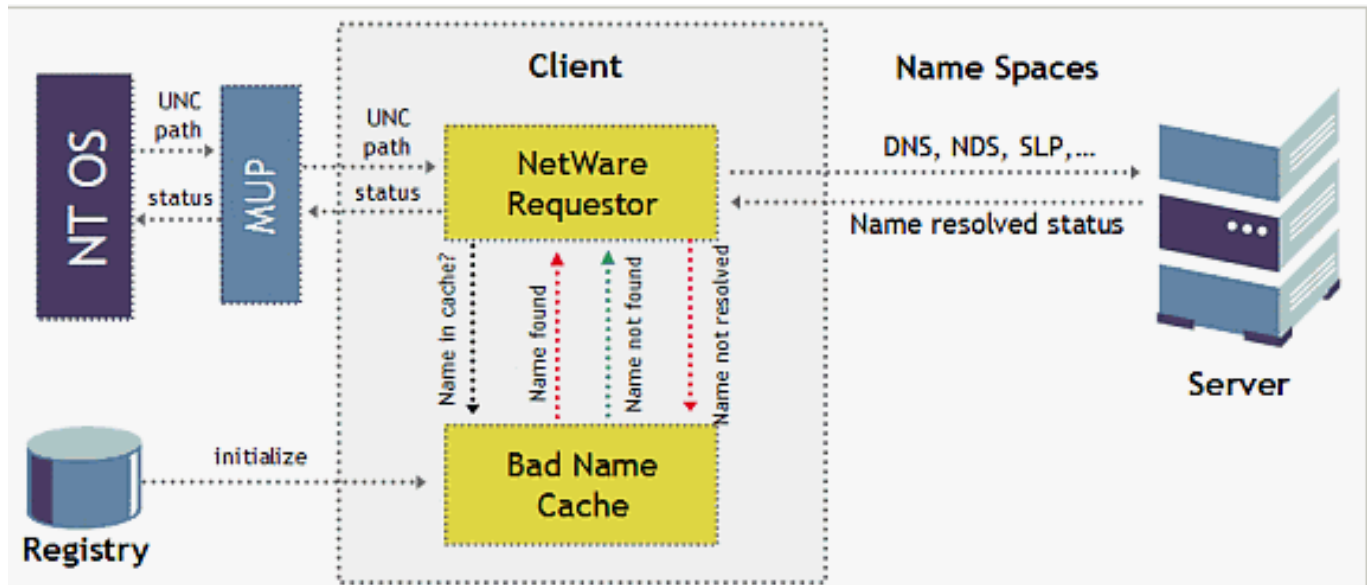 Client
Name Spaces
NT OS
UNC
path
status
MUP
UNC
path
status
NetWare
Requestor
DNS, NDS, SLP,...
Name resolved status
Name in cache?
Name found
Name not found
Name not resolved
Server
initialize
Bad Name
Cache
Registry